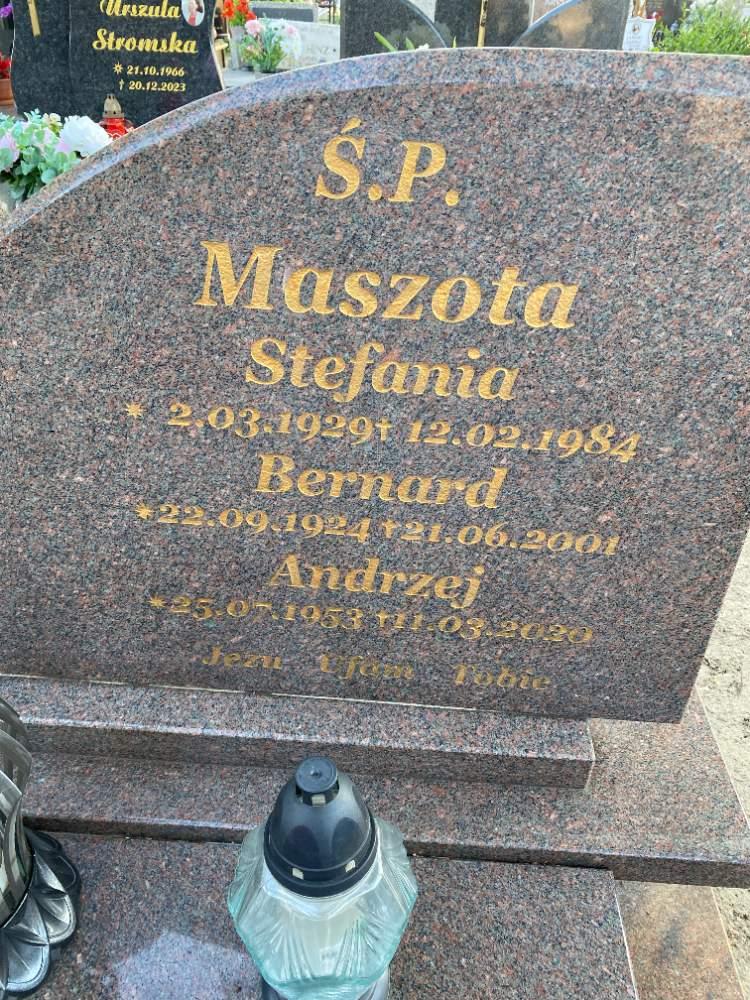 Urszula
Stromska
* 21.10.1966
† 20.12.2023
Ś.P.
Maszota
Stefania
* 2.03.1929 † 12.02.1984
Bernard
* 22.09.1924 † 21.06.2001
Andrzej
* 25.07.1953 † 11.03.2020
Jezu Ufam Tobie